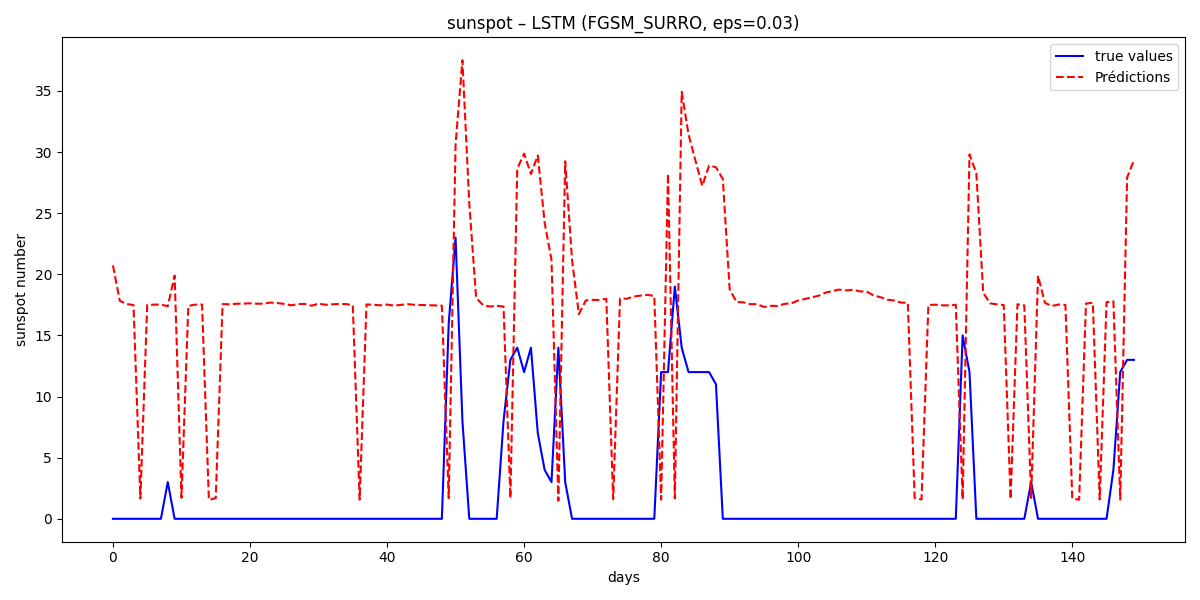 sunspot – LSTM (FGSM_SURRO, eps=0.03)
true values
Prédictions
sunspot number
35
30
25
20
15
10
5
0
0 20 40 60 80 100 120 140
days